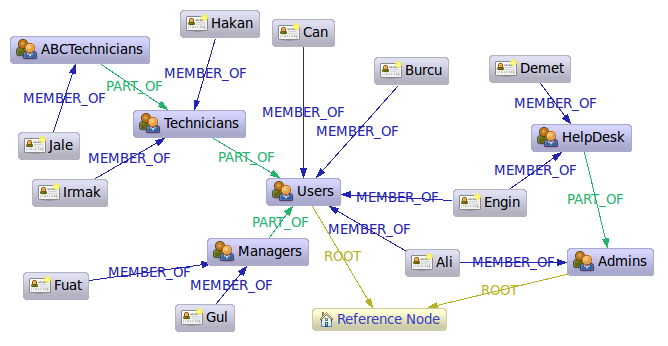 Hakan
Can
ABCTechnicians
Burcu
Demet
MEMBER_OF
PART_OF
MEMBER_OF
MEMBER_OF
MEMBER_OF
MEMBER_OF
Technicians
MEMBER_OF
HelpDesk
Jale
MEMBER_OF
PART_OF
MEMBER_OF
Irmak
Users
MEMBER_OF
Engin
PART_OF
PART_OF
MEMBER_OF
Managers
ROOT
Ali
MEMBER_OF
Admins
MEMBER_OF
Fuat
MEMBER_OF
ROOT
Gul
Reference Node